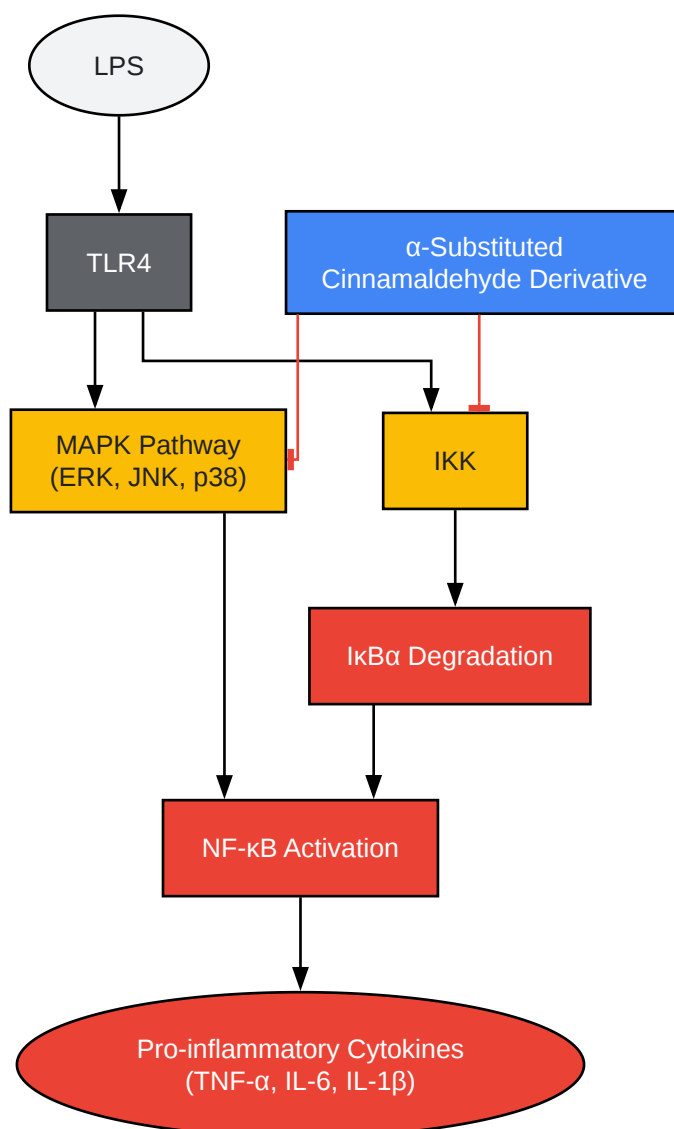 LPS
TLR4
α-Substituted
Cinnamaldehyde Derivative
MAPK Pathway
(ERK, JNK, p38)
IKK
IκBα Degradation
NF-κB Activation
Pro-inflammatory Cytokines
(TNF-α, IL-6, IL-1β)